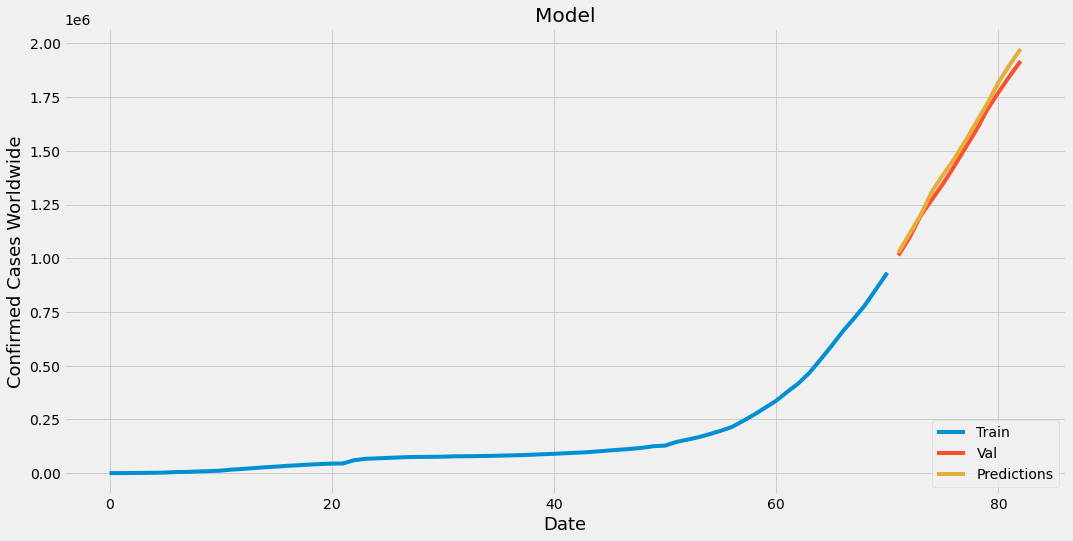 Model
1e6
2.00
1.75
1.50
1.25
1.00
0.75
0.50
0.25
0.00
Confirmed Cases Worldwide
0 20 40 60 80
Date
Train
Val
Predictions